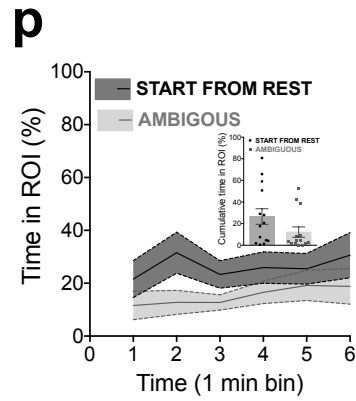 p
100
80
60
40
20
0
Time in ROI (%)
START FROM REST
AMBIGOUS
Cumulative time in ROI (%)
100
80
60
40
20
0
START FROM REST
AMBIGUOUS
0 1 2 3 4 5 6
Time (1 min bin)